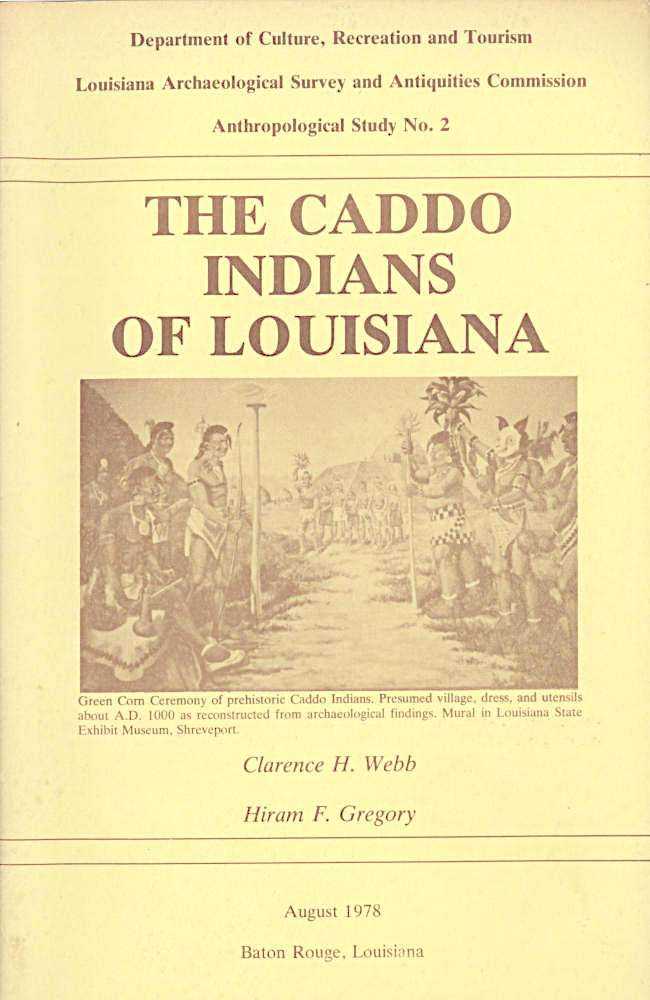 Department of Culture, Recreation and Tourism
Louisiana Archaeological Survey and Antiquities Commission
Anthropological Study No. 2
THE CADDO
INDIANS
OF LOUISIANA
Green Corn Ceremony of prehistoric Caddo Indians. Presumed village, dress, and utensils
about A.D. 1000 as reconstructed from archaeological findings. Mural in Louisiana State
Exhibit Museum, Shreveport.
Clarence H. Webb
Hiram F. Gregory
August 1978
Baton Rouge, Louisiana